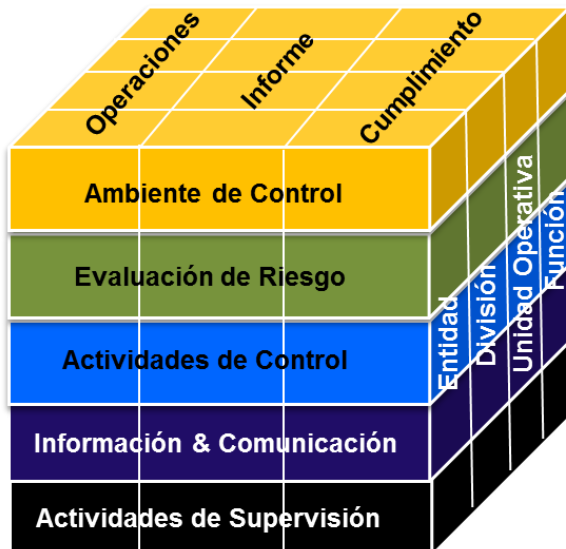 Operaciones
Informe
Cumplimiento
Ambiente de Control
Evaluación de Riesgo
Actividades de Control
Información & Comunicación
Actividades de Supervisión
Entidad
División
Unidad Operativa
Función